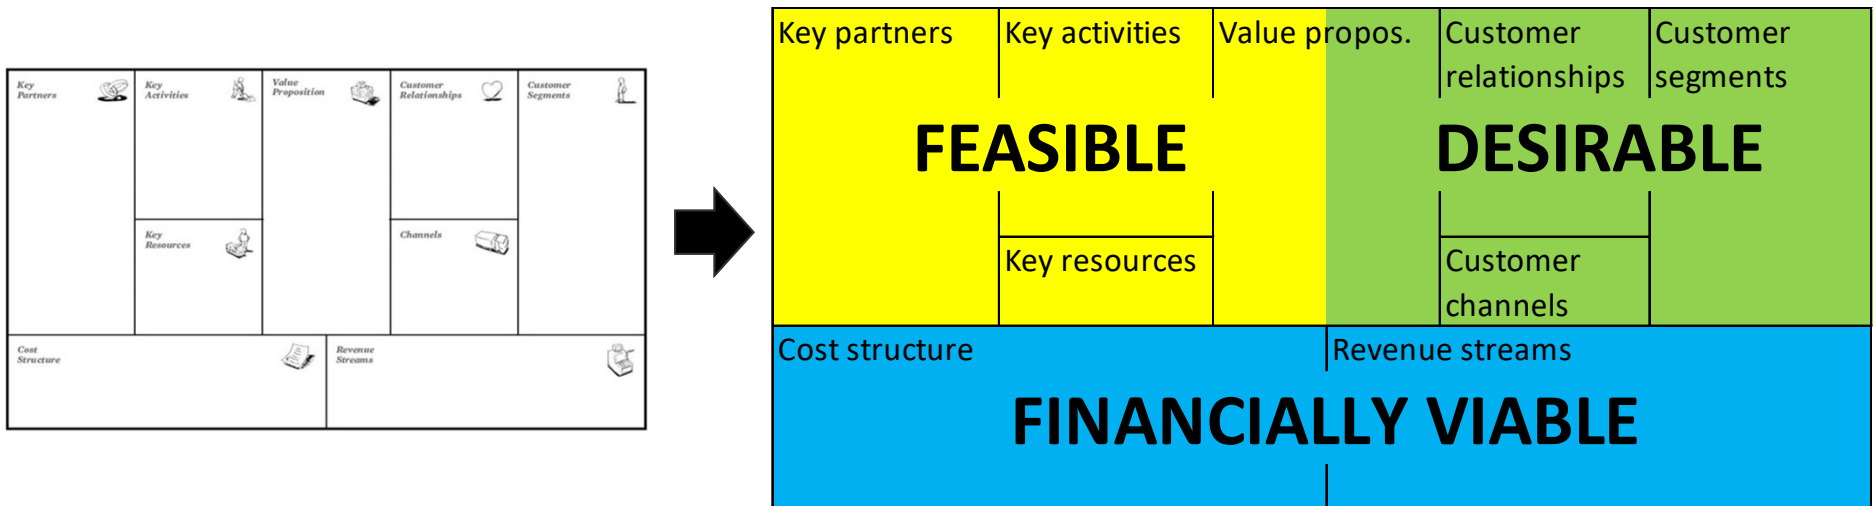 Key
Partners
Key
Activities
Value
Proposition
Customer
Relationships
Customer
Segments
Key
Resources
Channels
Cost
Structure
Revenue
Streams
Key partners
Key activities
Value propos.
Customer
relationships
Customer
segments
FEASIBLE
DESIRABLE
Key resources
Customer
channels
Cost structure
Revenue streams
FINANCIALLY VIABLE